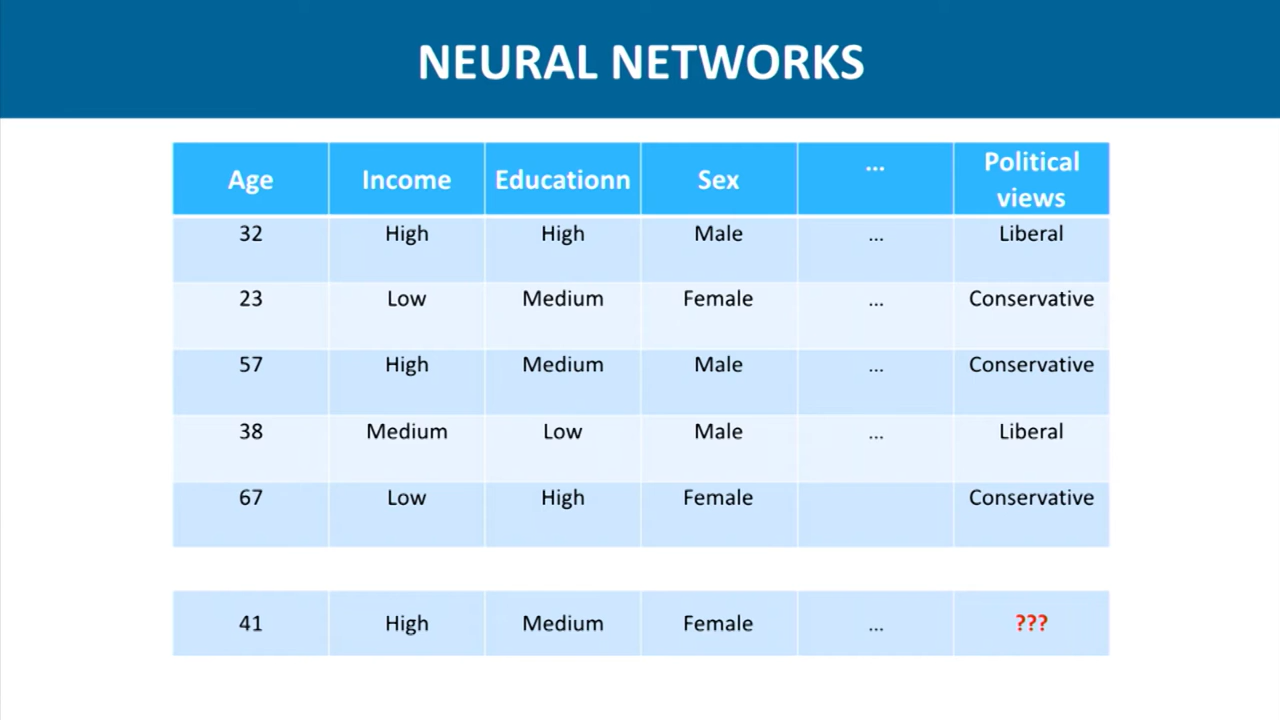 NEURAL NETWORKS
Age Income Educationn Sex ... Political views
32 High High Male ... Liberal
23 Low Medium Female ... Conservative
57 High Medium Male ... Conservative
38 Medium Low Male ... Liberal
67 Low High Female Conservative
41 High Medium Female ... ???